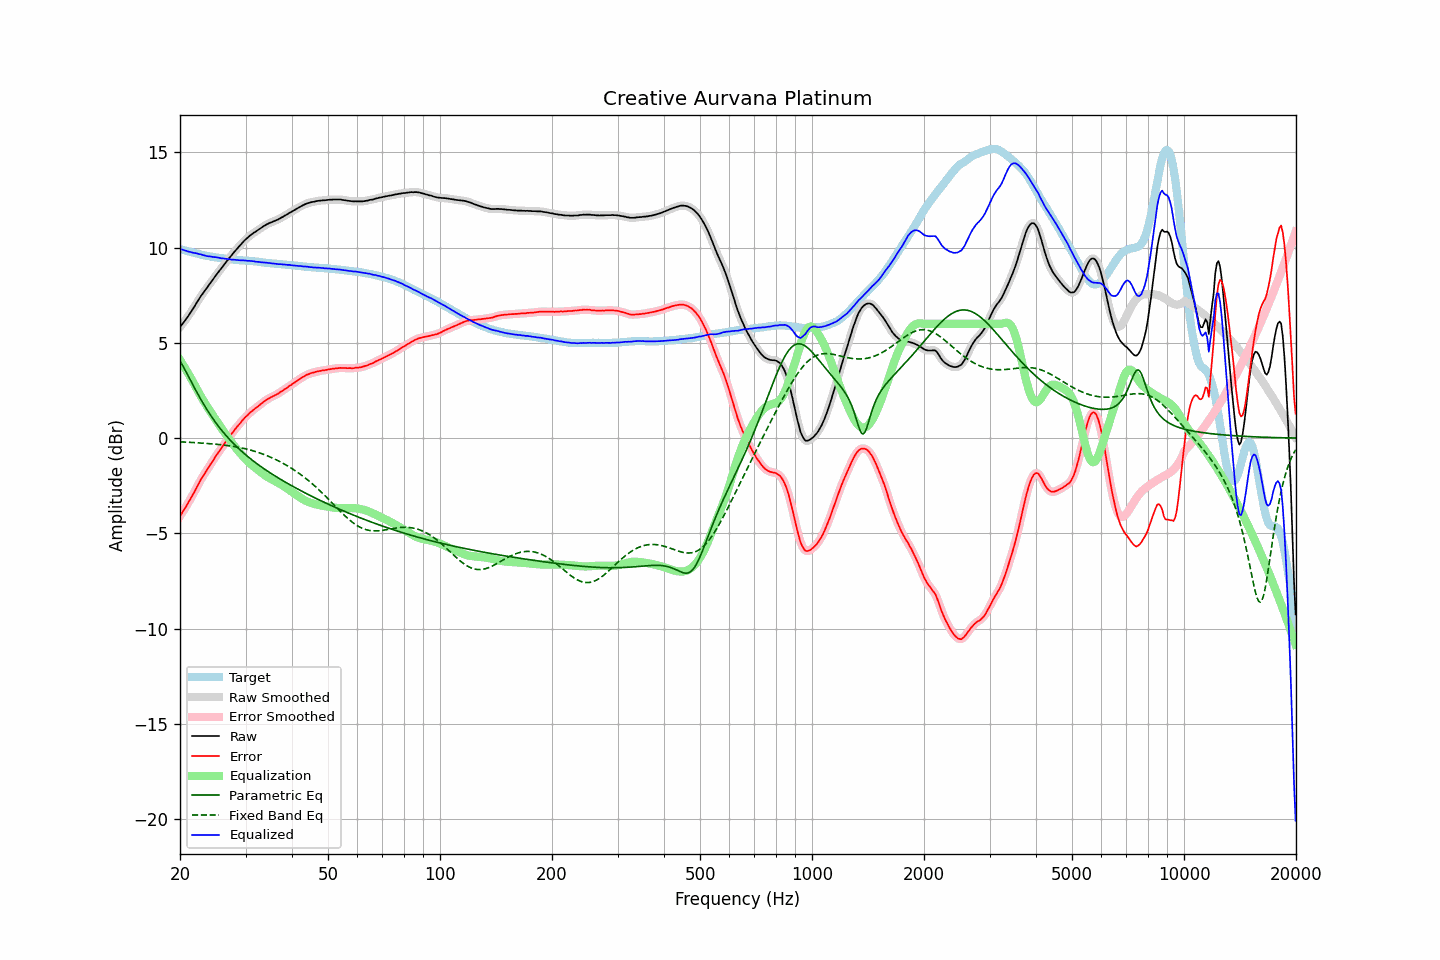 Creative Aurvana Platinum
Amplitude (dBr)
15
10
5
0
−5
−10
−15
−20
Target
Raw Smoothed
Error Smoothed
Raw
Error
Equalization
Parametric Eq
Fixed Band Eq
Equalized
20 50 100 200 500 1000 2000 5000 10000 20000
Frequency (Hz)